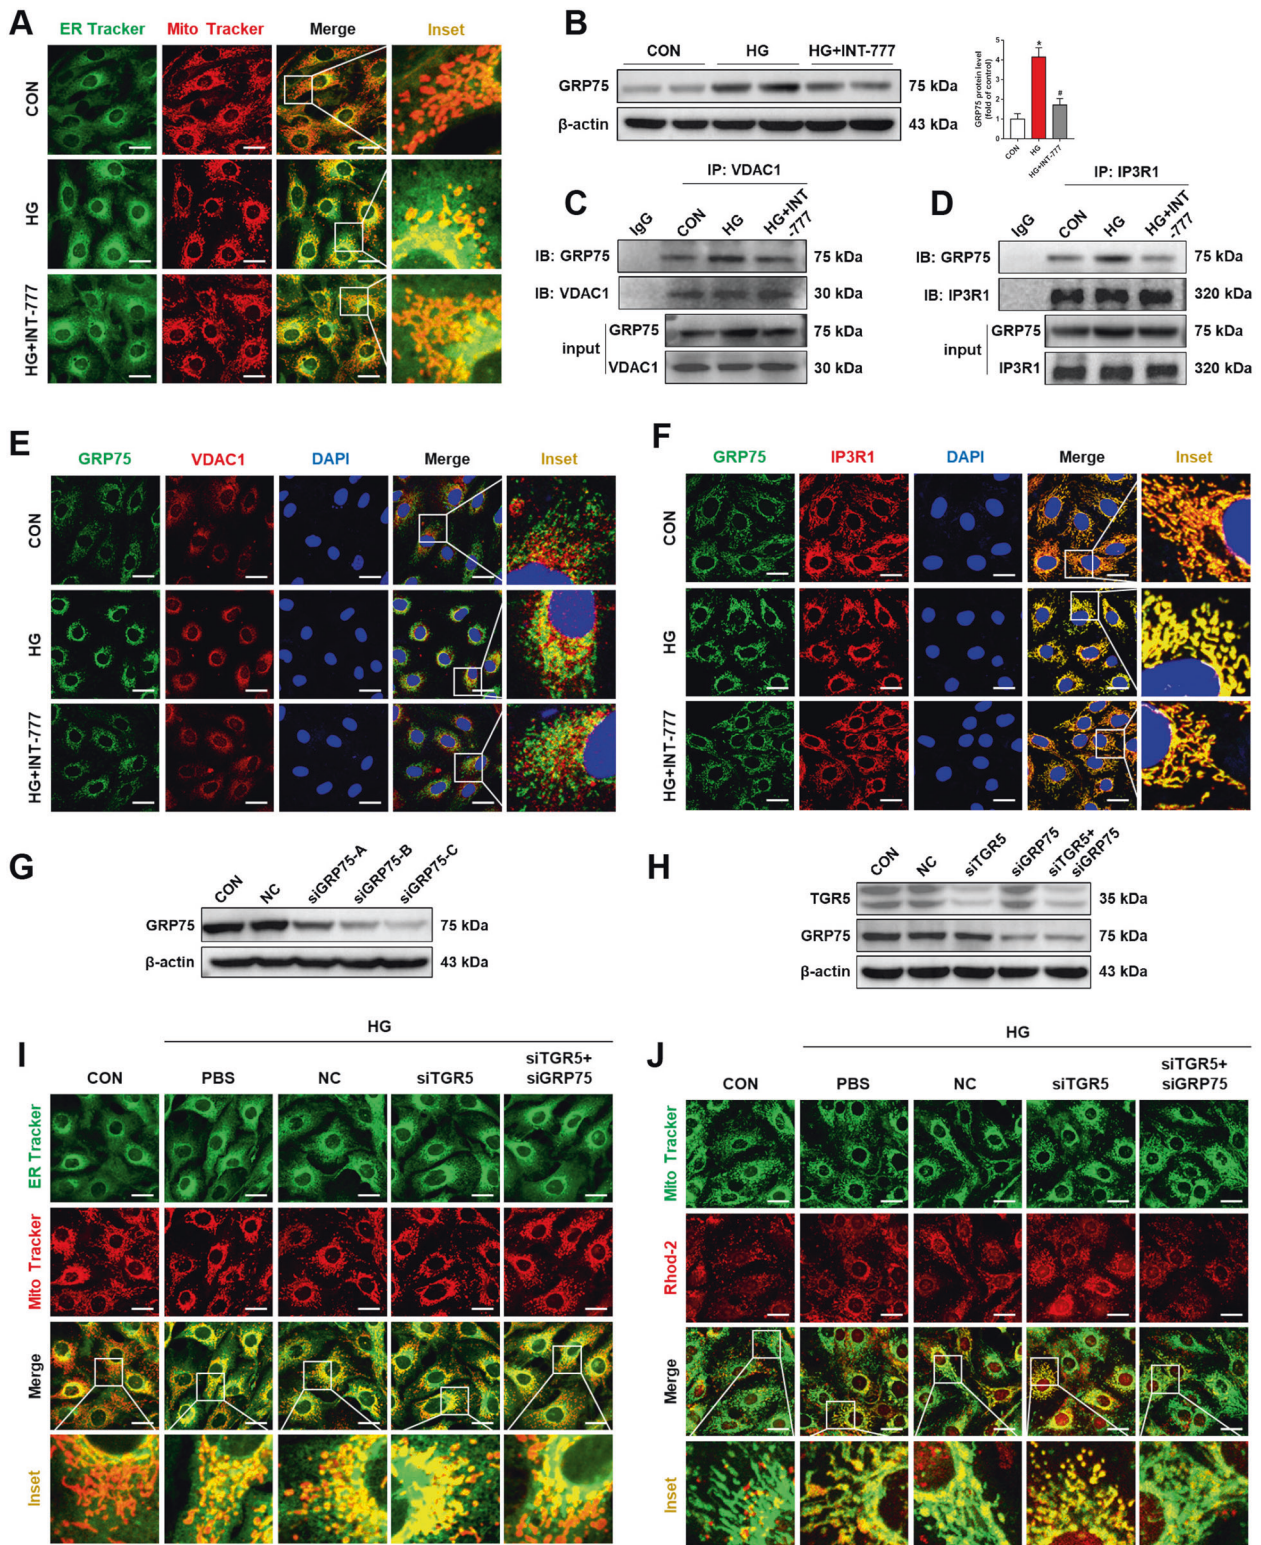 A
ER Tracker
Mito Tracker
Merge
Inset
CON
HG
HG+INT-777
B
CON
HG
HG+INT-777
GRP75
75 kDa
β-actin
43 kDa
GRP75 protein level
(fold of control)
5
4
3
2
1
0
*
#
CON
HG
HG+INT-777
C
IP: VDAC1
IgG
CON
HG
HG+INT
-777
IB: GRP75
75 kDa
IB: VDAC1
30 kDa
input
GRP75
75 kDa
VDAC1
30 kDa
D
IP: IP3R1
IgG
CON
HG
HG+INT
-777
IB: GRP75
75 kDa
IB: IP3R1
320 kDa
input
GRP75
75 kDa
IP3R1
320 kDa
E
GRP75
VDAC1
DAPI
Merge
Inset
CON
HG
HG+INT-777
F
GRP75
IP3R1
DAPI
Merge
Inset
CON
HG
HG+INT-777
G
CON
NC
siGRP75-A
siGRP75-B
siGRP75-C
GRP75
75 kDa
β-actin
43 kDa
H
CON
NC
siTGR5
siGRP75
siTGR5+
siGRP75
TGR5
35 kDa
GRP75
75 kDa
β-actin
43 kDa
I
HG
CON
PBS
NC
siTGR5
siTGR5+
siGRP75
ER Tracker
Mito Tracker
Merge
Inset
J
HG
CON
PBS
NC
siTGR5
siTGR5+
siGRP75
Mito Tracker
Rhod-2
Merge
Inset